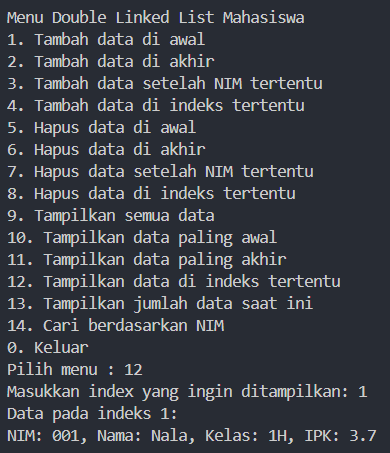 Menu Double Linked List Mahasiswa
1. Tambah data di awal
2. Tambah data di akhir
3. Tambah data setelah NIM tertentu
4. Tambah data di indeks tertentu
5. Hapus data di awal
6. Hapus data di akhir
7. Hapus data setelah NIM tertentu
8. Hapus data di indeks tertentu
9. Tampilkan semua data
10. Tampilkan data paling awal
11. Tampilkan data paling akhir
12. Tampilkan data di indeks tertentu
13. Tampilkan jumlah data saat ini
14. Cari berdasarkan NIM
0. Keluar
Pilih menu : 12
Masukkan index yang ingin ditampilkan: 1
Data pada indeks 1:
NIM: 001, Nama: Nala, Kelas: 1H, IPK: 3.7